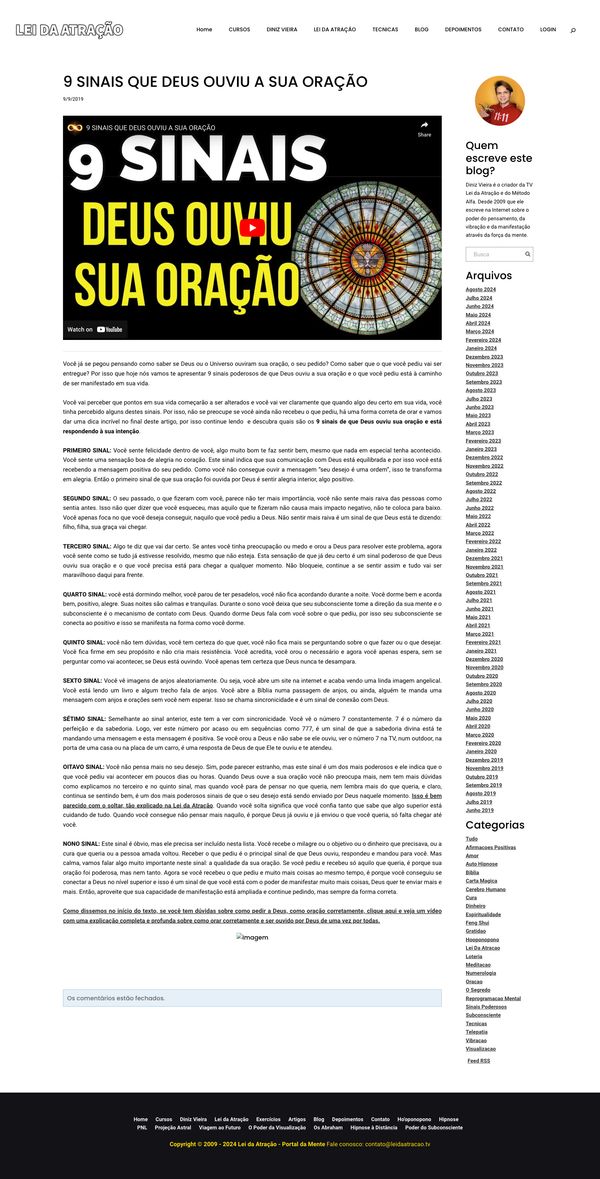 LEI DA ATRAÇÃO
Home CURSOS DINIZ VIEIRA LEI DA ATRAÇÃO TECNICAS BLOG DEPOIMENTOS CONTATO LOGIN
9 SINAIS QUE DEUS OUVIU A SUA ORAÇÃO
9/9/2019
9 SINAIS QUE DEUS OUVIU A SUA ORAÇÃO
Share
9 SINAIS
DEUS OUVIU
SUA ORAÇÃO
Watch on YouTube
Você já se pegou pensando como saber se Deus ou o Universo ouviram sua oração, o seu pedido? Como saber que o que você pediu vai ser
entregue? Por isso que hoje nós vamos te apresentar 9 sinais poderosos de que Deus ouviu a sua oração e o que você pediu está à caminho
de ser manifestado em sua vida.
Você vai perceber que pontos em sua vida começarão a ser alterados e você vai ver claramente que quando algo deu certo em sua vida, você
tinha percebido alguns destes sinais. Por isso, não se preocupe se você ainda não recebeu o que pediu, há uma forma correta de orar e vamos
dar uma dica incrível no final deste artigo, por isso continue lendo e descubra quais são os 9 sinais de que Deus ouviu sua oração e está
respondendo à sua intenção.
PRIMEIRO SINAL: Você sente felicidade dentro de você, algo muito bom te faz sentir bem, mesmo que nada em especial tenha acontecido.
Você sente uma sensação boa de alegria no coração. Este sinal indica que sua comunicação com Deus está equilibrada e por isso você está
recebendo a mensagem positiva do seu pedido. Como você não consegue ouvir a mensagem "seu desejo é uma ordem", isso te transforma
em alegria. Então o primeiro sinal de que sua oração foi ouvida por Deus é sentir alegria interior, algo positivo.
SEGUNDO SINAL: O seu passado, o que fizeram com você, parece não ter mais importância, você não sente mais raiva das pessoas como
sentia antes. Isso não quer dizer que você esqueceu, mas aquilo que te fizeram não causa mais impacto negativo, não te coloca para baixo.
Você apenas foca no que você deseja conseguir, naquilo que você pediu a Deus. Não sentir mais raiva é um sinal de que Deus está te dizendo:
filho, filha, sua graça vai chegar.
TERCEIRO SINAL: Algo te diz que vai dar certo. Se antes você tinha preocupação ou medo e orou a Deus para resolver este problema, agora
você sente como se tudo já estivesse resolvido, mesmo que não esteja. Esta sensação de que já deu certo é um sinal poderoso de que Deus
ouviu sua oração e o que você precisa está para chegar a qualquer momento. Não bloqueie, continue a se sentir assim e tudo vai ser
maravilhoso daqui para frente.
QUARTO SINAL: você está dormindo melhor, você parou de ter pesadelos, você não fica acordando durante a noite. Você dorme bem e acorda
bem, positivo, alegre. Suas noites são calmas e tranquilas. Durante o sono você deixa que seu subconsciente tome a direção da sua mente e o
subconsciente é o mecanismo de contato com Deus. Quando dorme Deus fala com você sobre o que pediu, por isso seu subconsciente se
conecta ao positivo e isso se manifesta na forma como você dorme.
QUINTO SINAL: você não tem dúvidas, você tem certeza do que quer, você não fica mais se perguntando sobre o que fazer ou o que desejar.
Você fica firme em seu propósito e não cria mais resistência. Você acredita, você orou o necessário e agora você apenas espera, sem se
perguntar como vai acontecer, se Deus está ouvindo. Você apenas tem certeza que Deus nunca te desampara.
SEXTO SINAL: Você vê imagens de anjos aleatoriamente. Ou seja, você abre um site na internet e acaba vendo uma linda imagem angelical.
Você está lendo um livro e algum trecho fala de anjos. Você abre a Bíblia numa passagem de anjos, ou ainda, alguém te manda uma
mensagem com anjos e orações sem você nem esperar. Isso se chama sincronicidade e é um sinal de conexão com Deus.
SÉTIMO SINAL: Semelhante ao sinal anterior, este tem a ver com sincronicidade. Você vê o número 7 constantemente. 7 é o número da
perfeição e da sabedoria. Logo, ver este número por acaso ou em sequências como 777, é um sinal de que a sabedoria divina está te
mandando uma mensagem e esta mensagem é positiva. Se você orou a Deus e não sabe se ele ouviu, ver o número 7 na TV, num outdoor, na
porta de uma casa ou na placa de um carro, é uma resposta de Deus de que Ele te ouviu e te atendeu.
OITAVO SINAL: Você não pensa mais no seu desejo. Sim, pode parecer estranho, mas este sinal é um dos mais poderosos e ele indica que o
que você pediu vai acontecer em poucos dias ou horas. Quando Deus ouve a sua oração você não preocupa mais, nem tem mais dúvidas
como explicamos no terceiro e no quinto sinal, mas quando você para de pensar no que queria, nem lembra mais do que queria, e claro,
continua se sentindo bem, é um dos mais poderosos sinais de que o seu desejo está sendo enviado por Deus naquele momento. Isso é bem
parecido com o soltar, tão explicado na Lei da Atração. Quando você solta significa que você confia tanto que sabe que algo superior está
cuidando de tudo. Quando você consegue não pensar mais naquilo, é porque Deus já ouviu e já enviou o que você queria, só falta chegar até
você.
NONO SINAL: Este sinal é óbvio, mas ele precisa ser incluído nesta lista. Você recebe o milagre ou o objetivo ou o dinheiro que precisava, ou a
cura que queria ou a pessoa amada voltou. Receber o que pediu é o principal sinal de que Deus ouviu, respondeu e mandou para você. Mas
calma, vamos falar algo muito importante neste sinal: a qualidade da sua oração. Se você pediu e recebeu só aquilo que queria, é porque sua
oração foi poderosa, mas nem tanto. Agora se você recebeu o que pediu e muito mais coisas ao mesmo tempo, é porque você conseguiu se
conectar a Deus no nível superior e isso é um sinal de que você está com o poder de manifestar muito mais coisas, Deus quer te enviar mais e
mais. Então, aproveite que sua capacidade de manifestação está ampliada e continue pedindo, mas sempre da forma correta.
Como dissemos no início do texto, se você tem dúvidas sobre como pedir a Deus, como oração corretamente, clique aqui e veja um vídeo
com uma explicação completa e profunda sobre como orar corretamente e ser ouvido por Deus de uma vez por todas.
Imagem
Os comentários estão fechados.
11:11
Quem
escreve este
blog?
Diniz Vieira é o criador da TV
Lei da Atração e do Método
Alfa. Desde 2009 que ele
escreve na Internet sobre o
poder do pensamento, da
vibração e da manifestação
através da força da mente.
Busca
Arquivos
Agosto 2024
Julho 2024
Junho 2024
Maio 2024
Abril 2024
Março 2024
Fevereiro 2024
Janeiro 2024
Dezembro 2023
Novembro 2023
Outubro 2023
Setembro 2023
Agosto 2023
Julho 2023
Junho 2023
Maio 2023
Abril 2023
Março 2023
Fevereiro 2023
Janeiro 2023
Dezembro 2022
Novembro 2022
Outubro 2022
Setembro 2022
Agosto 2022
Julho 2022
Junho 2022
Maio 2022
Abril 2022
Março 2022
Fevereiro 2022
Janeiro 2022
Dezembro 2021
Novembro 2021
Outubro 2021
Setembro 2021
Agosto 2021
Julho 2021
Junho 2021
Maio 2021
Abril 2021
Março 2021
Fevereiro 2021
Janeiro 2021
Dezembro 2020
Novembro 2020
Outubro 2020
Setembro 2020
Agosto 2020
Julho 2020
Junho 2020
Maio 2020
Abril 2020
Março 2020
Fevereiro 2020
Janeiro 2020
Dezembro 2019
Novembro 2019
Outubro 2019
Setembro 2019
Agosto 2019
Julho 2019
Junho 2019
Categorias
Tudo
Afirmacoes Positivas
Amor
Auto Hipnose
Bíblia
Carta Magica
Cerebro Humano
Cura
Dinheiro
Espiritualidade
Feng Shui
Gratidao
Hooponopono
Lei Da Atracao
Loteria
Meditacao
Numerologia
Oracao
O Segredo
Reprogramacao Mental
Sinais Poderosos
Subconsciente
Tecnicas
Telepatia
Vibracao
Visualizacao
Feed RSS
Home Cursos Diniz Vieira Lei da Atração Exercícios Artigos Blog Depoimentos Contato Ho'oponopono Hipnose
PNL Projeção Astral Viagem ao Futuro O Poder da Visualização Os Abraham Hipnose à Distância Poder do Subconsciente
Copyright © 2009 - 2024 Lei da Atração - Portal da Mente Fale conosco: contato@leidaatracao.tv